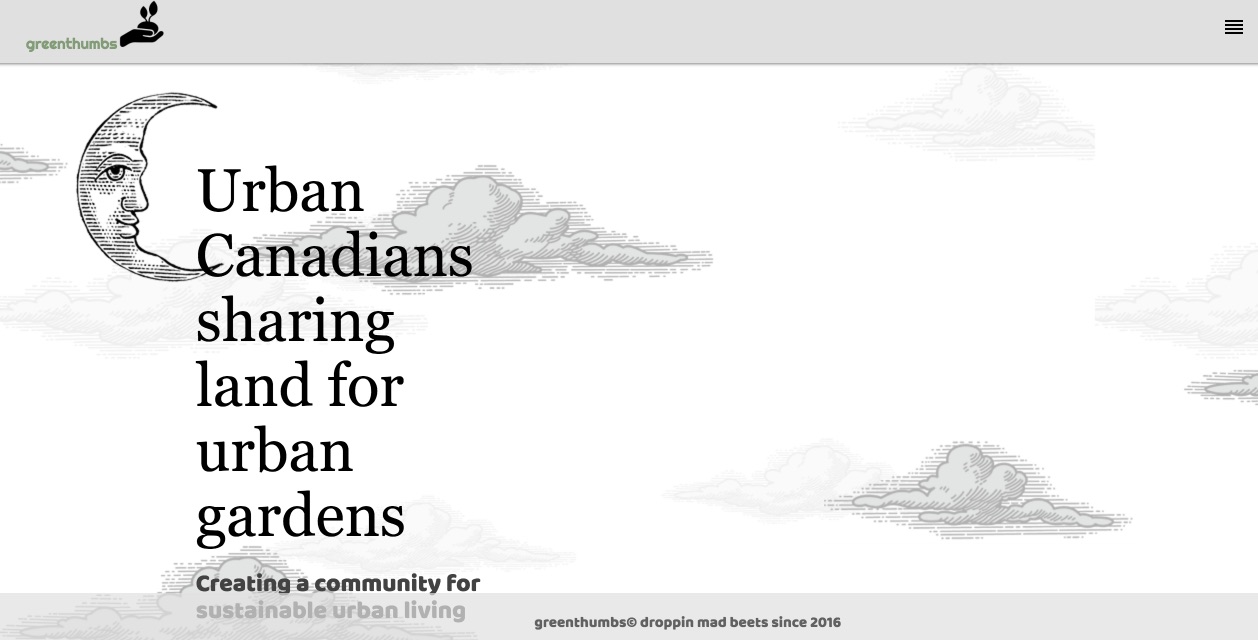 greenthumbs
Urban
Canadians
sharing
land for
urban
gardens
Creating a community for
sustainable urban living
greenthumbs© droppin mad beets since 2016